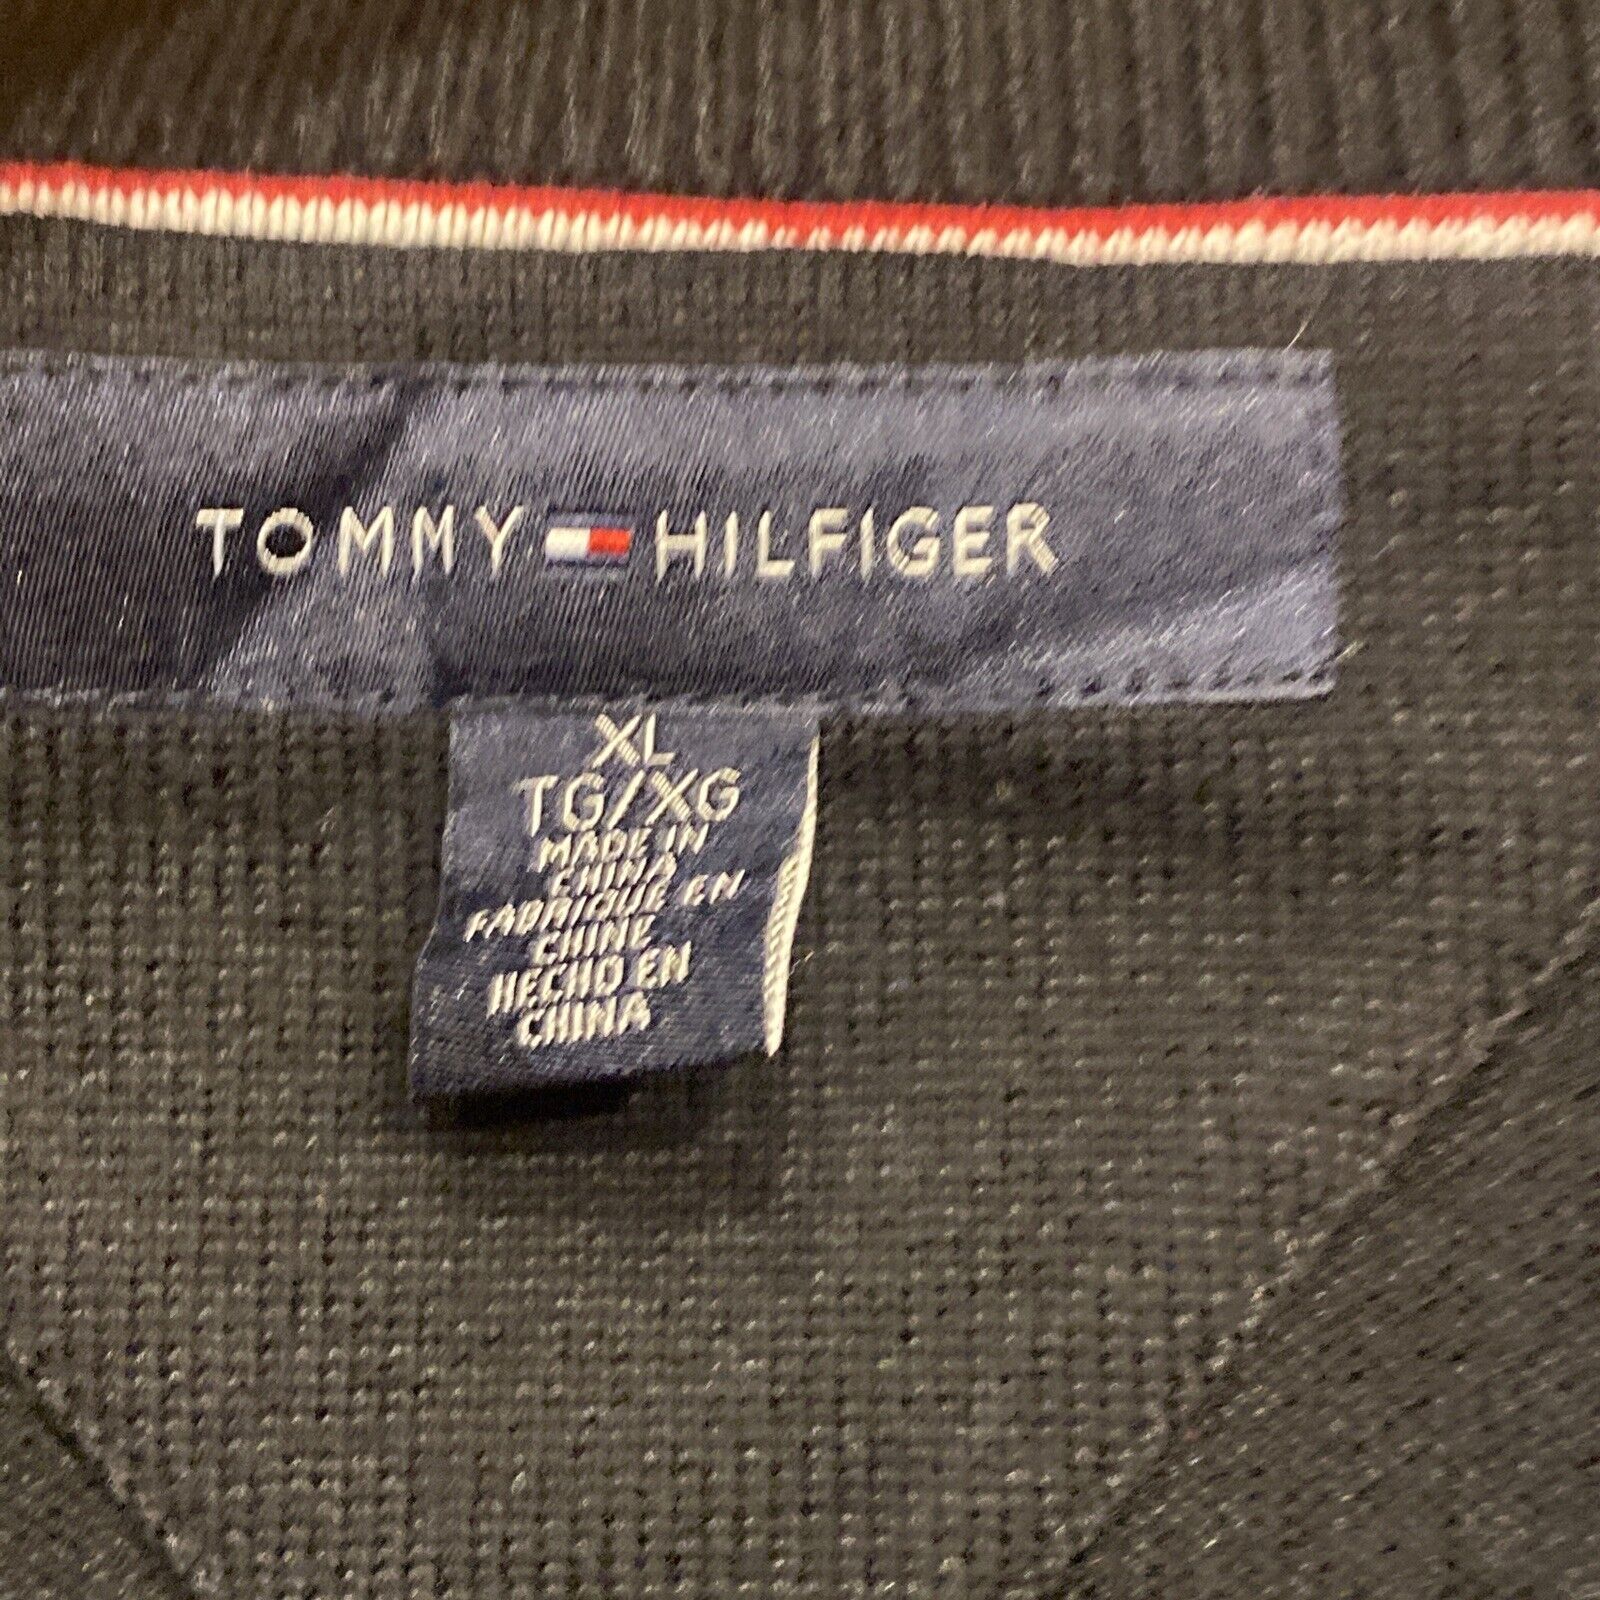 TOMMY HILFIGER
XL
TG/XG
MADE IN
CHINA
FABRIQUE EN
CHINE
HECHO EN
CHINA